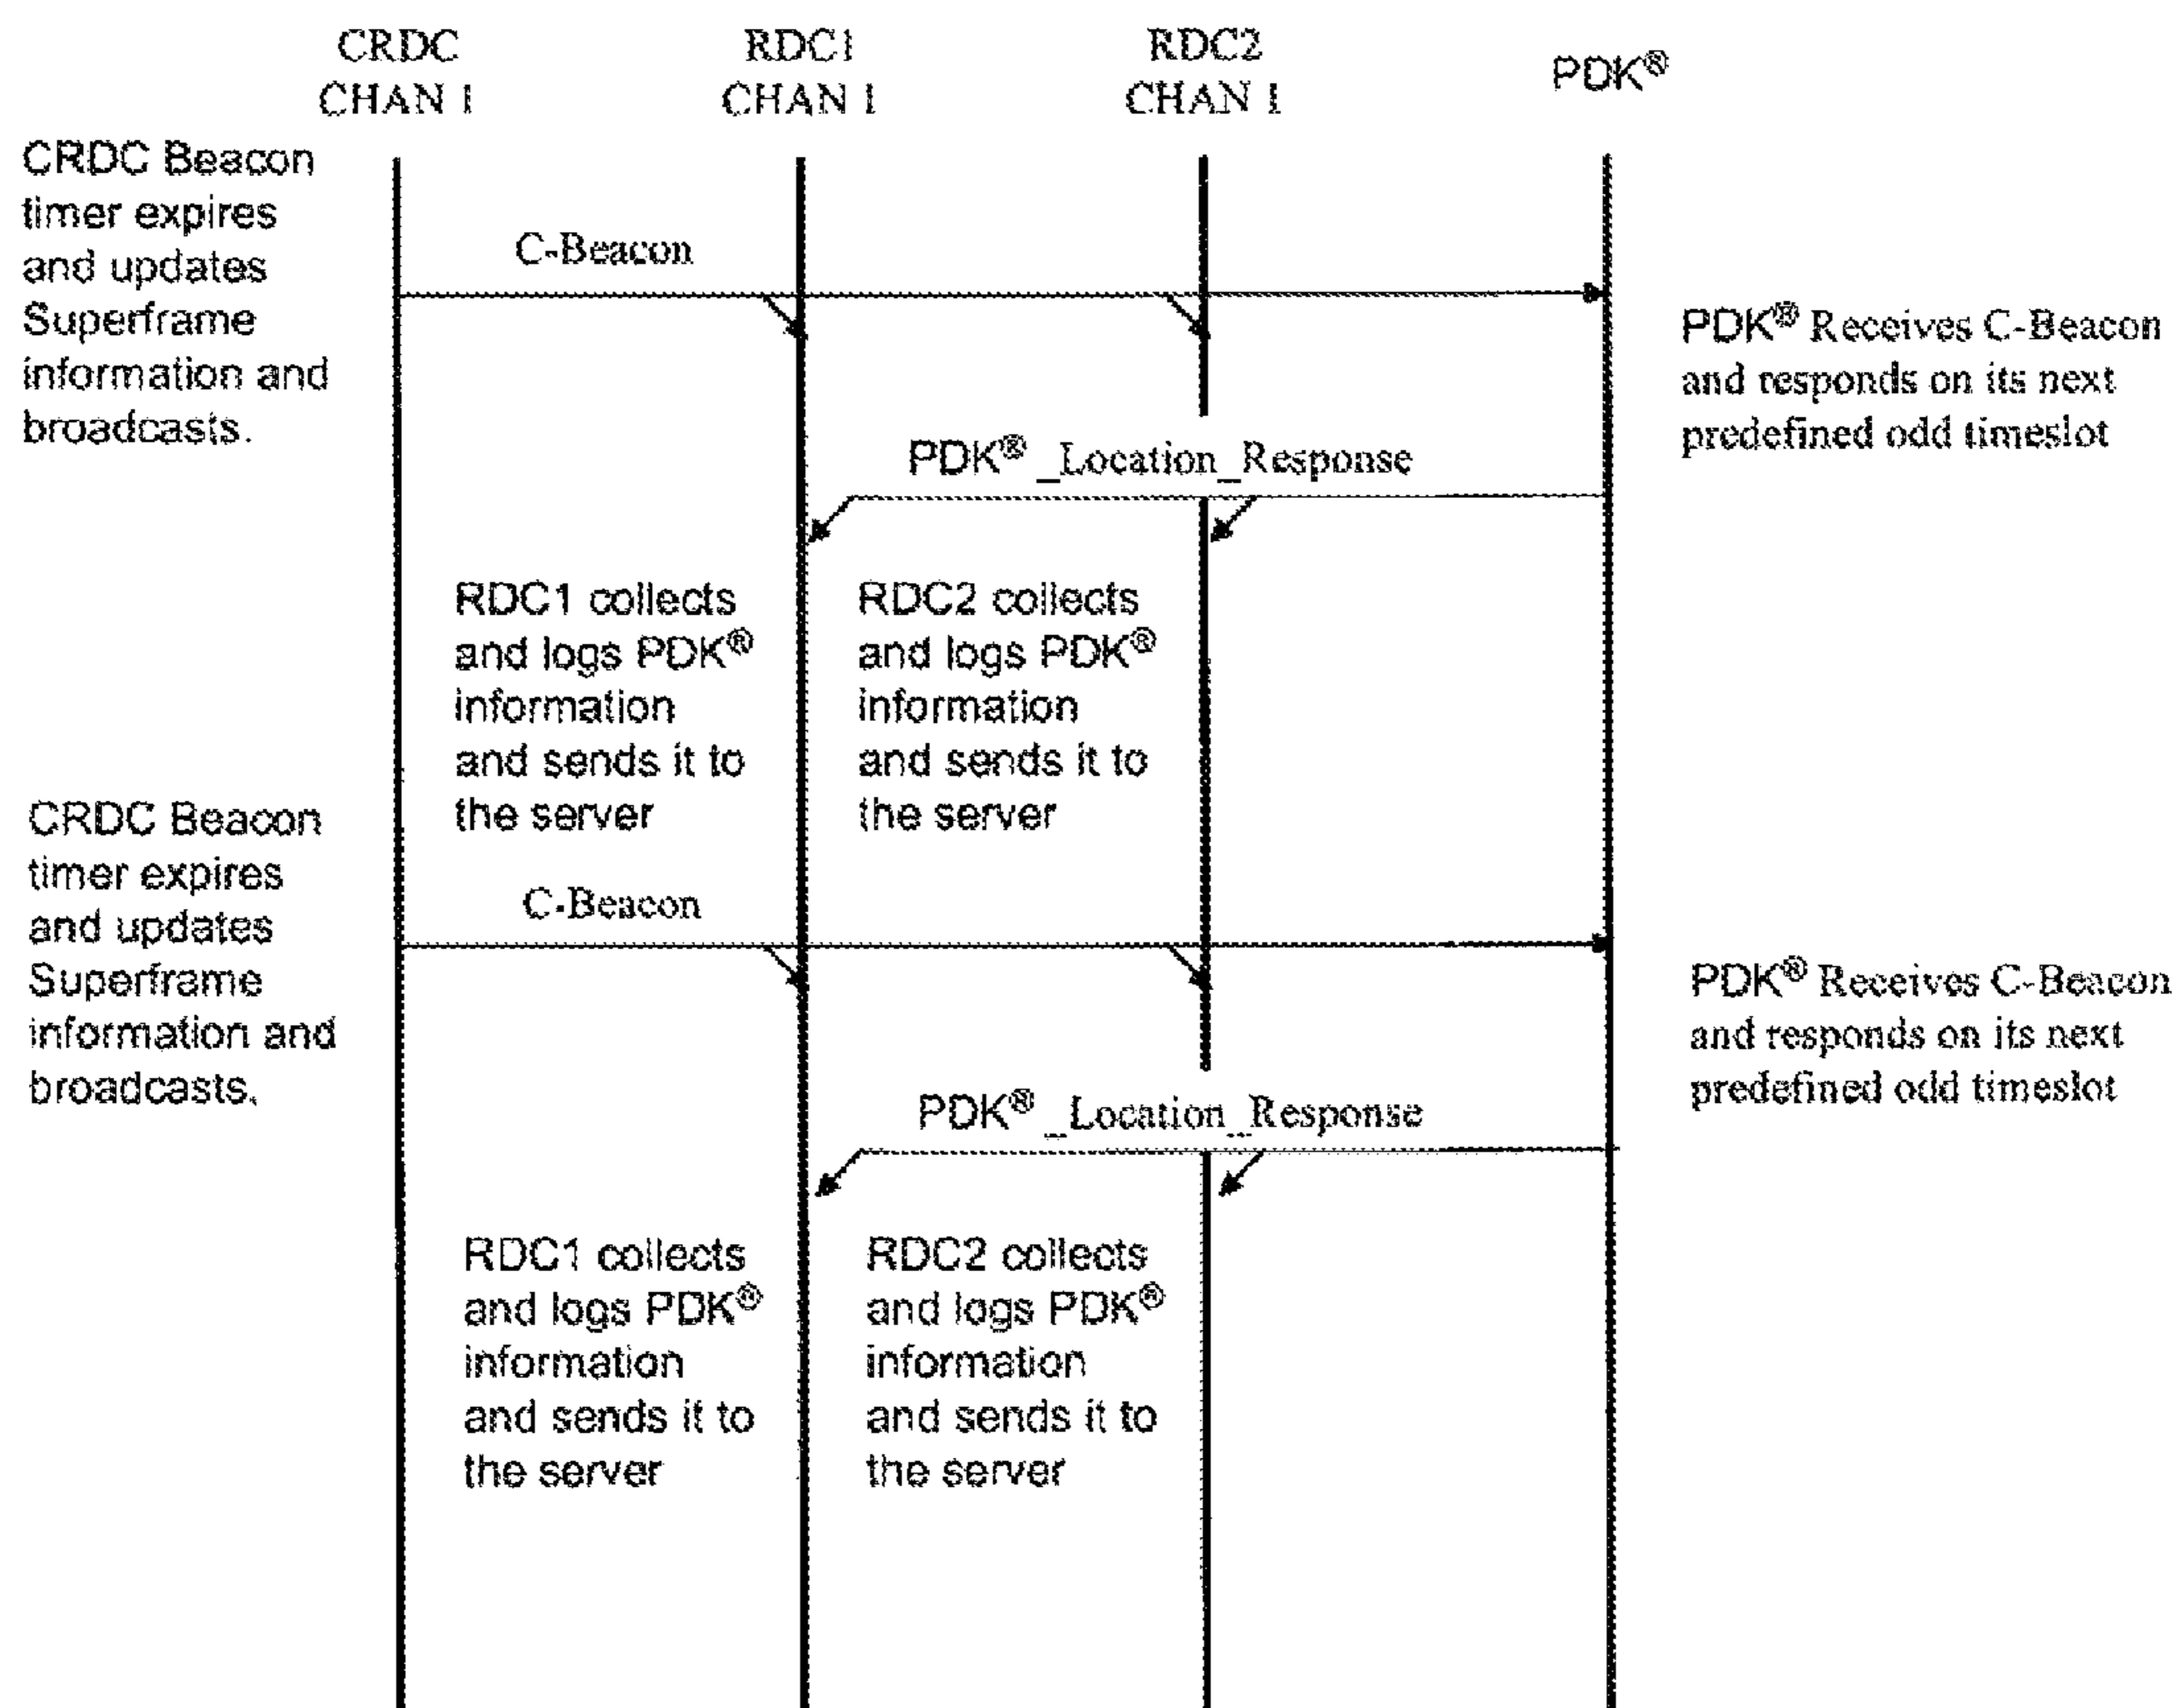 CRDC
CHAN 1
RDC1
CHAN 1
RDC2
CHAN 1
PDK®
CRDC Beacon
timer expires
and updates
Superframe
information and
broadcasts.
C-Beacon
PDK® Receives C-Beacon
and responds on its next
predefined odd timeslot
PDK® _Location_Response
RDC1 collects
and logs PDK®
information
and sends it to
the server
RDC2 collects
and logs PDK®
information
and sends it to
the server
CRDC Beacon
timer expires
and updates
Superframe
information and
broadcasts.
C-Beacon
PDK® Receives C-Beacon
and responds on its next
predefined odd timeslot
PDK® _Location_Response
RDC1 collects
and logs PDK®
information
and sends it to
the server
RDC2 collects
and logs PDK®
information
and sends it to
the server